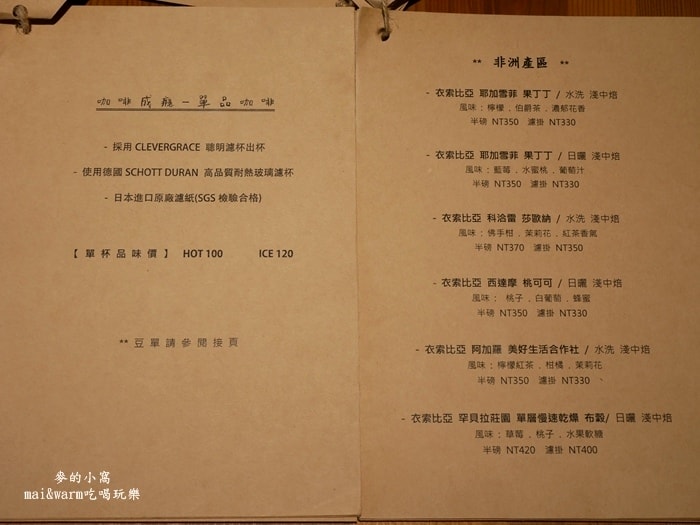 咖啡成癮－單品咖啡
- 採用 CLEVERGRACE 聰明濾杯出杯
- 使用德國 SCHOTT DURAN 高品質耐熱玻璃濾杯
- 日本進口原廠濾紙(SGS 檢驗合格)
【 單杯品味價 】 HOT 100 ICE 120
** 豆單請參閱接頁
麥的小窩
mai&warm吃喝玩樂
** 非洲產區 **
- 衣索比亞 耶加雪菲 果丁丁 / 水洗 淺中焙
風味：檸檬 . 伯爵茶 . 濃郁花香
半磅 NT350 濾掛 NT330
- 衣索比亞 耶加雪菲 果丁丁 / 日曬 淺中焙
風味：藍莓 . 水蜜桃 . 葡萄汁
半磅 NT350 濾掛 NT330
- 衣索比亞 科洽雷 莎歐納 / 水洗 淺中焙
風味：佛手柑 . 茉莉花 . 紅茶香氣
半磅 NT370 濾掛 NT350
- 衣索比亞 西達摩 桃可可 / 日曬 淺中焙
風味： 桃子 . 白葡萄 . 蜂蜜
半磅 NT350 濾掛 NT330
- 衣索比亞 阿加羅 美好生活合作社 / 水洗 淺中焙
風味：檸檬紅茶 . 柑橘 . 茉莉花
半磅 NT350 濾掛 NT330
- 衣索比亞 罕貝拉莊園 單層慢速乾燥 布穀/ 日曬 淺中焙
風味：草莓 . 桃子 . 水果軟糖
半磅 NT420 濾掛 NT400